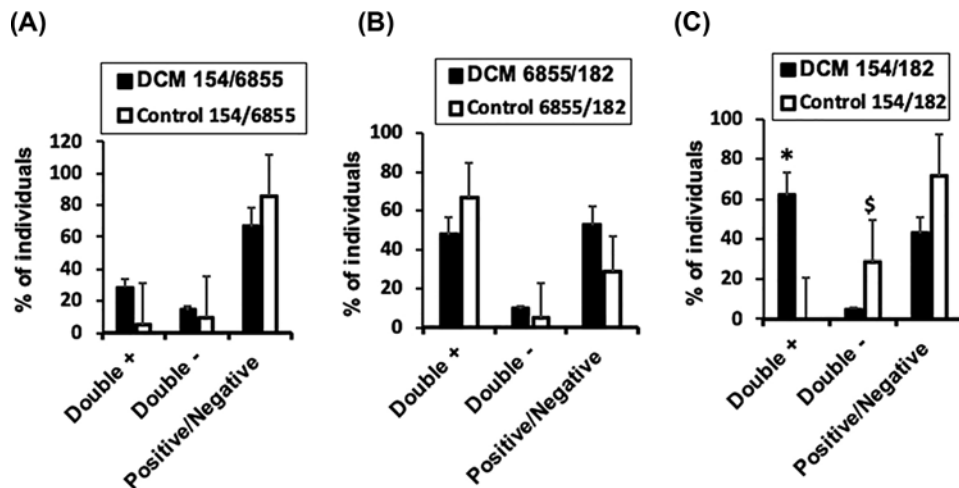 (A)
DCM 154/6855
Control 154/6855
% of individuals
120
100
80
60
40
20
0
Double +
Double -
Positive/Negative
(B)
DCM 6855/182
Control 6855/182
% of individuals
100
80
60
40
20
0
Double +
Double -
Positive/Negative
(C)
DCM 154/182
Control 154/182
% of individuals
100
80
60
40
20
0
*
$
Double +
Double -
Positive/Negative